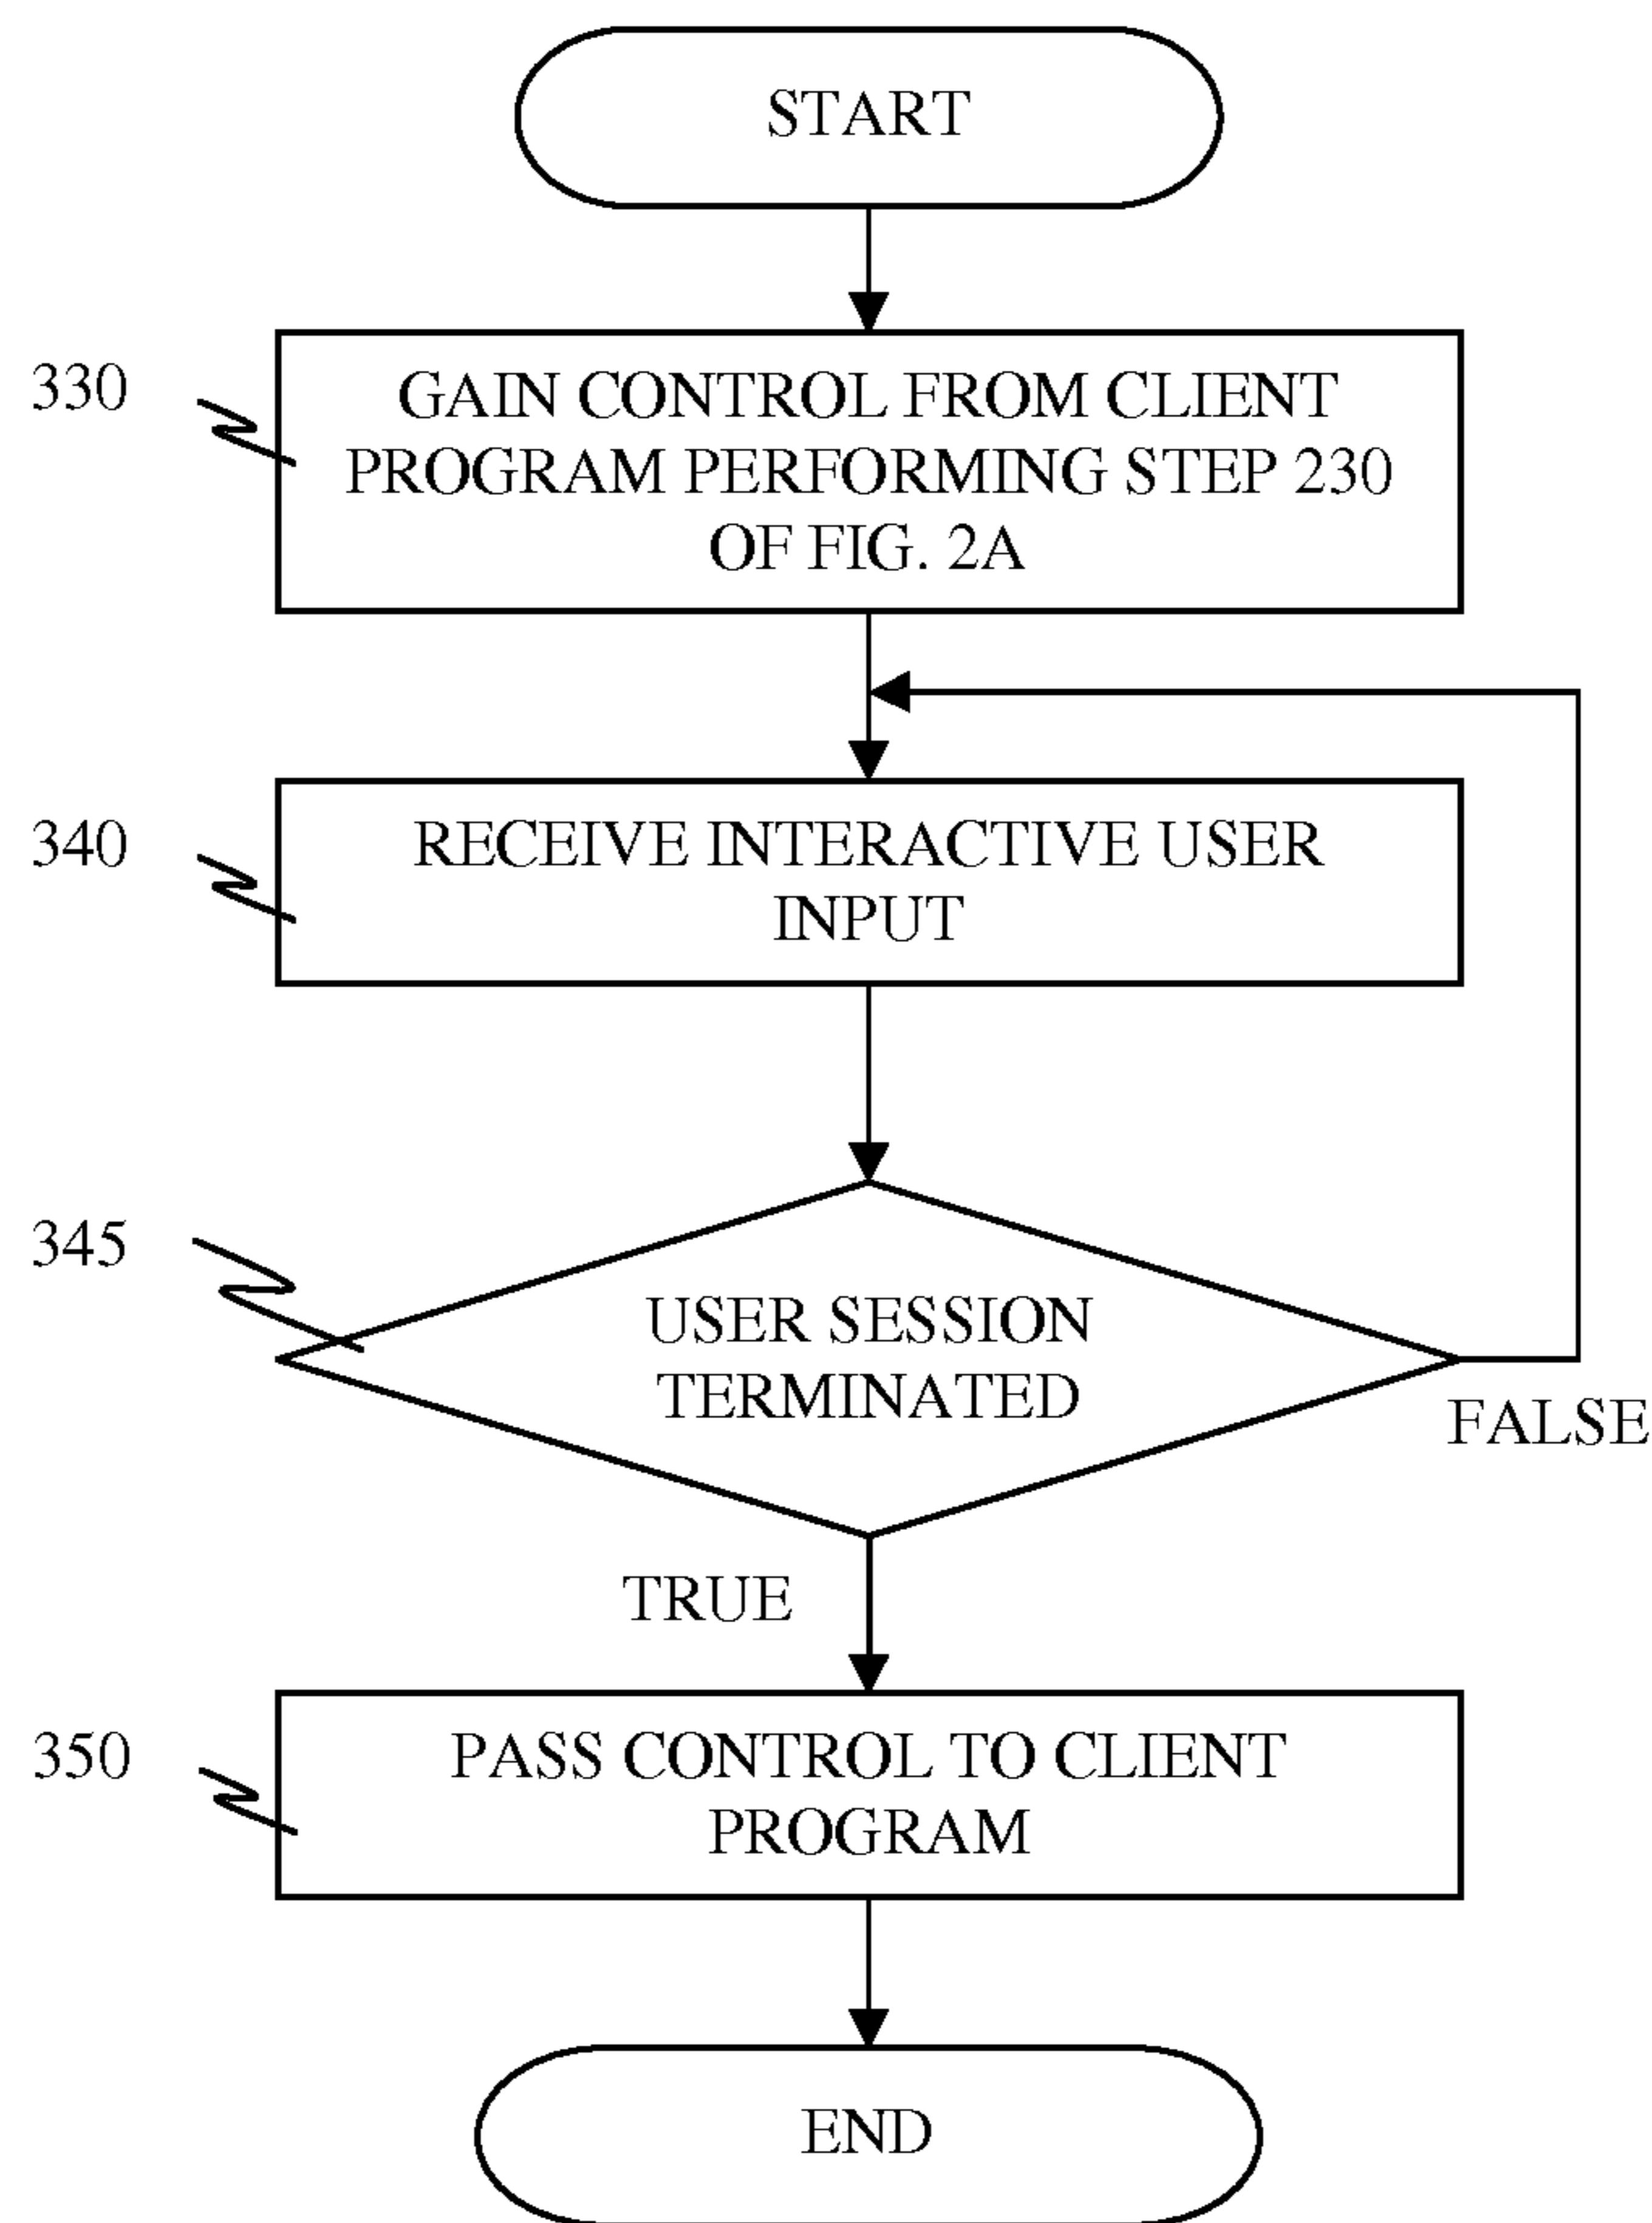 START
330
GAIN CONTROL FROM CLIENT
PROGRAM PERFORMING STEP 230
OF FIG. 2A
340
RECEIVE INTERACTIVE USER
INPUT
345
USER SESSION
TERMINATED
FALSE
TRUE
350
PASS CONTROL TO CLIENT
PROGRAM
END